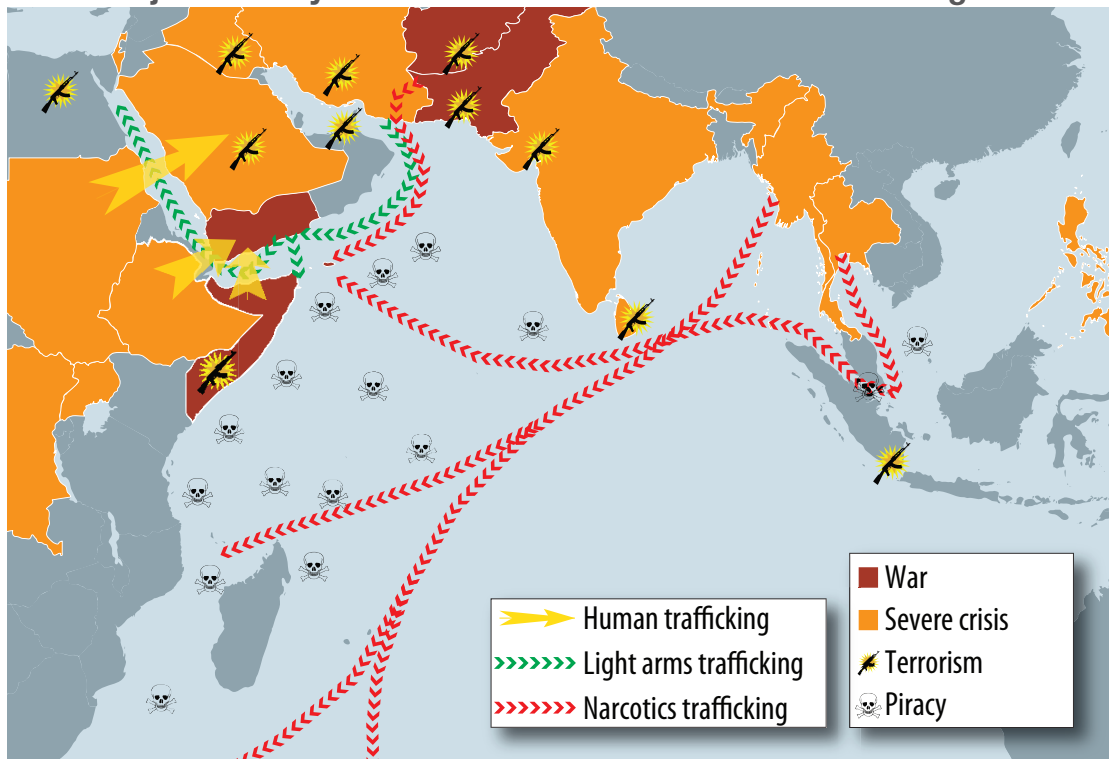 Human trafficking
Light arms trafficking
Narcotics trafficking
War
Severe crisis
Terrorism
Piracy